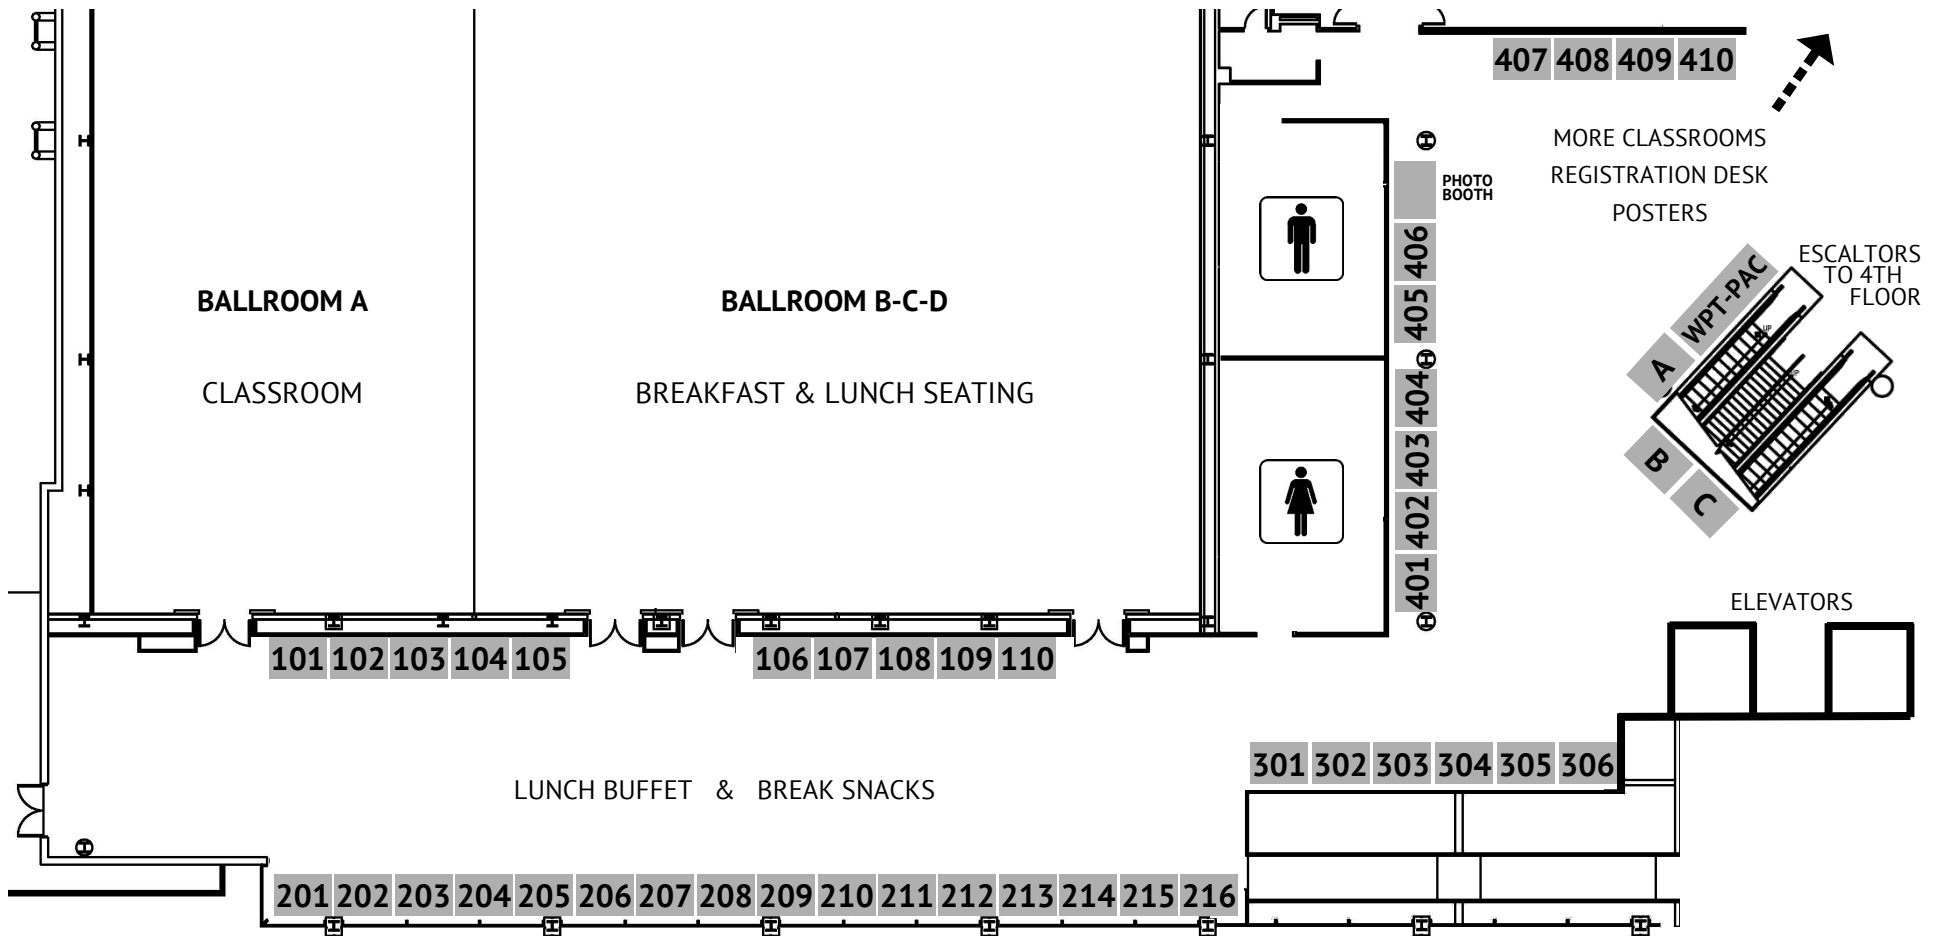 407 408 409 410
MORE CLASSROOMS
REGISTRATION DESK
POSTERS
PHOTO
BOOTH
406
405
404
403
402
401
ESCALTORS
TO 4TH
FLOOR
WPT-PAC
A
B
C
UP
UP
BALLROOM A
CLASSROOM
BALLROOM B-C-D
BREAKFAST & LUNCH SEATING
ELEVATORS
101 102 103 104 105
106 107 108 109 110
301 302 303 304 305 306
LUNCH BUFFET & BREAK SNACKS
201 202 203 204 205 206 207 208 209 210 211 212 213 214 215 216